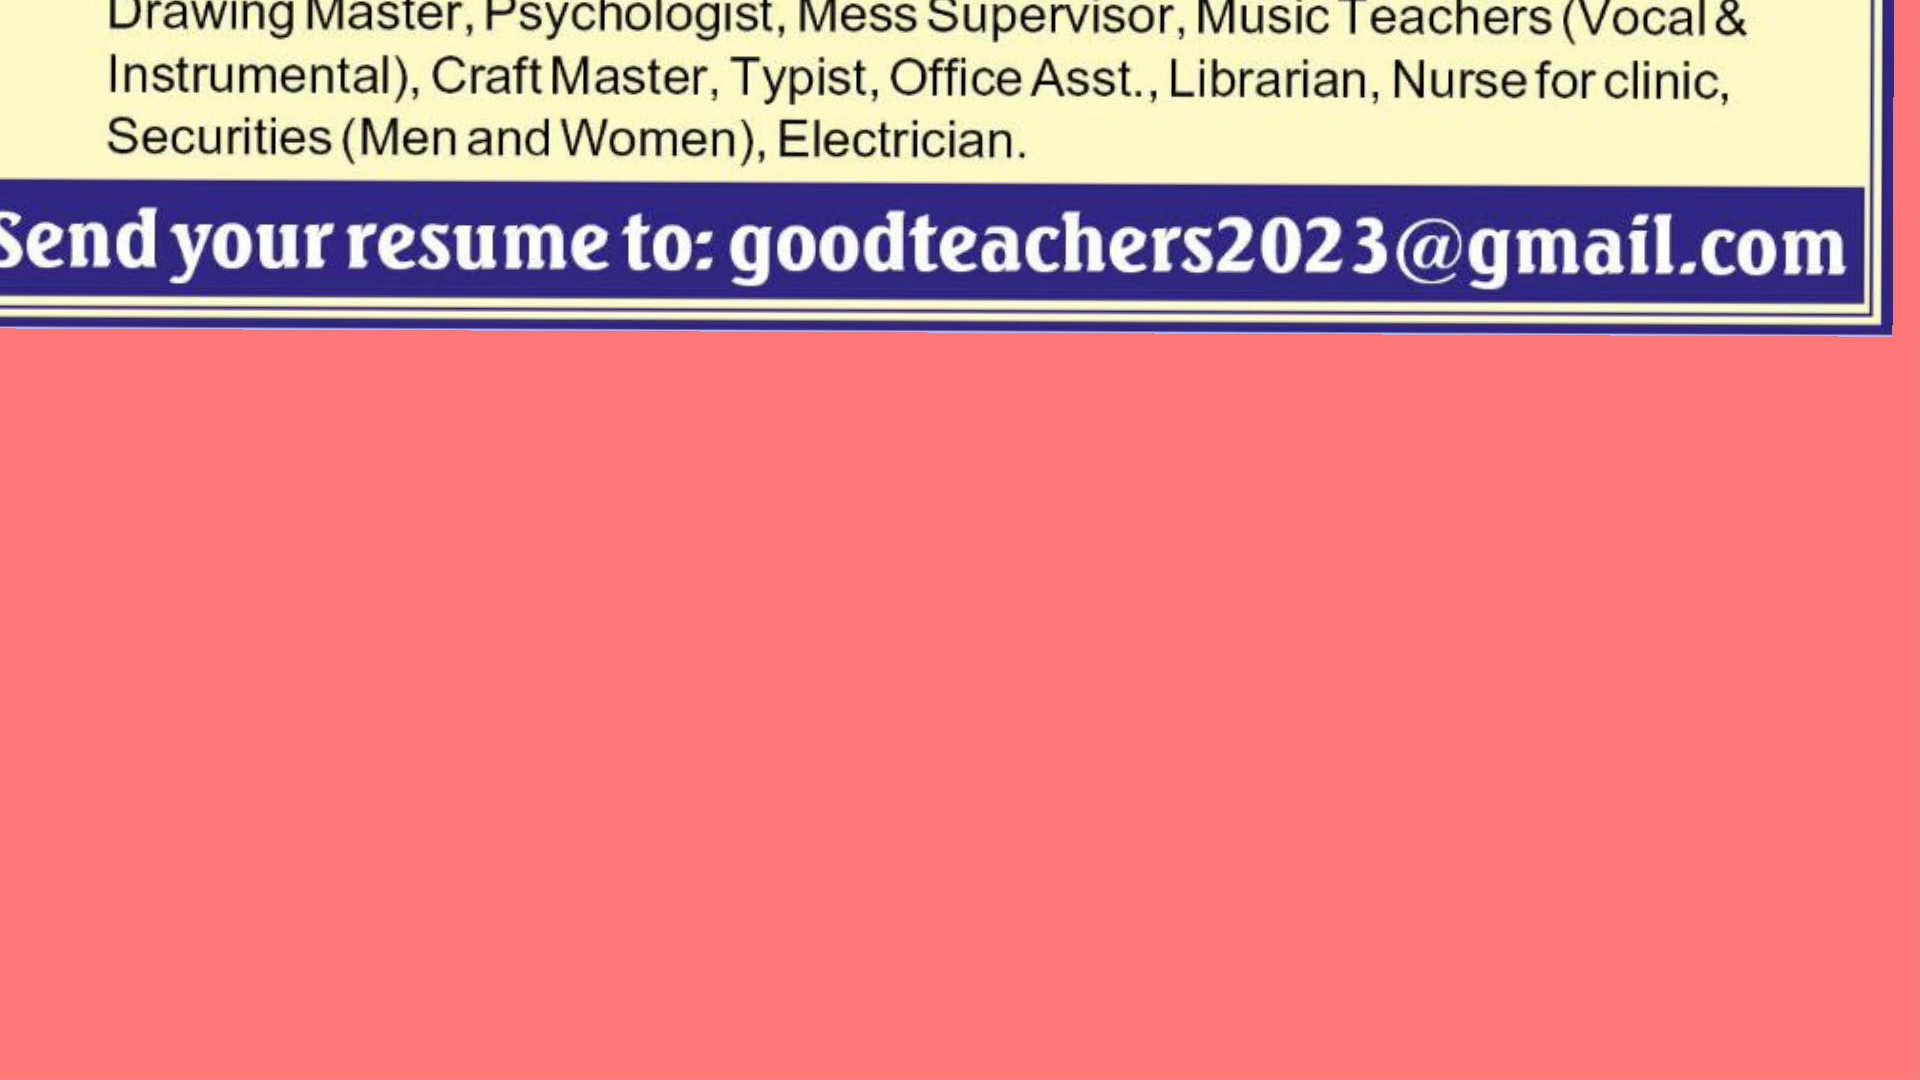 Drawing Master, Psychologist, Mess Supervisor, Music Teachers (Vocal &
Instrumental), Craft Master, Typist, Office Asst., Librarian, Nurse for clinic,
Securities (Men and Women), Electrician.
Send your resume to: goodteachers2023@gmail.com